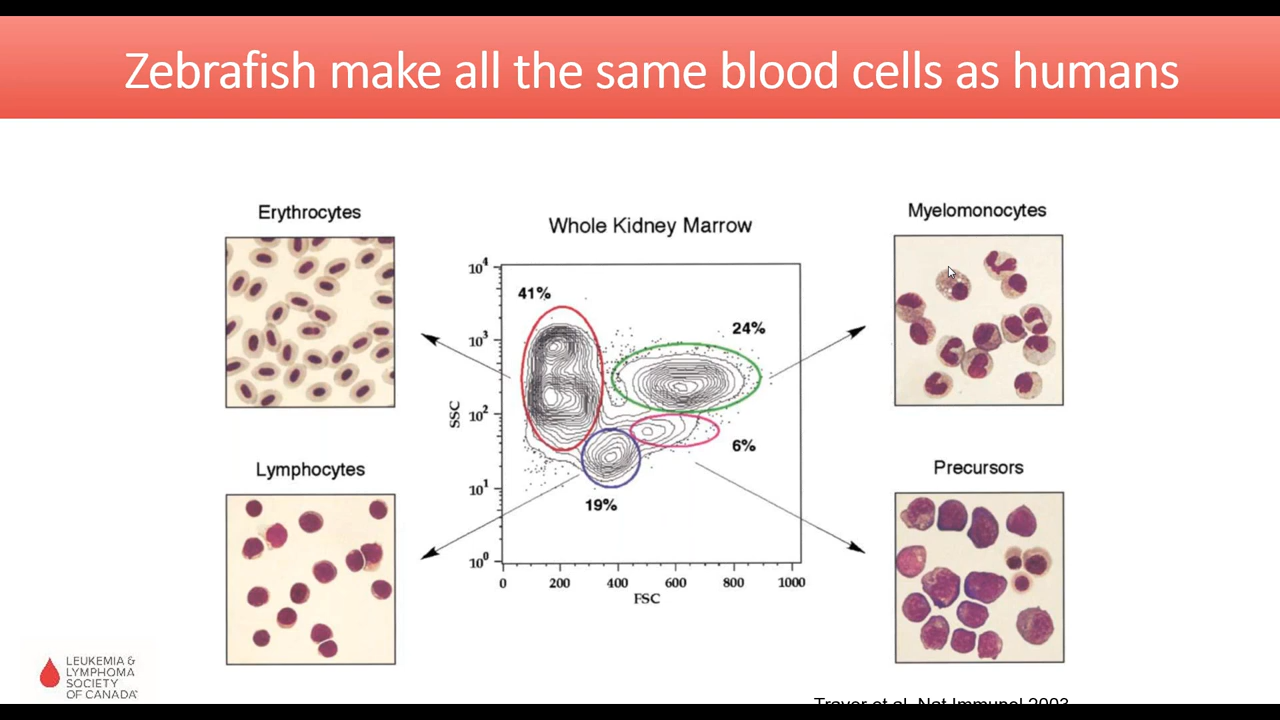 Zebrafish make all the same blood cells as humans
Erythrocytes
Whole Kidney Marrow
Myelomonocytes
10⁴
41%
24%
10³
SSC
10²
6%
Lymphocytes
Precursors
10¹
19%
10⁰
0 200 400 600 800 1000
FSC
LEUKEMIA &
LYMPHOMA
SOCIETY
OF CANADA
Traver et al. Nat Immunol 2003